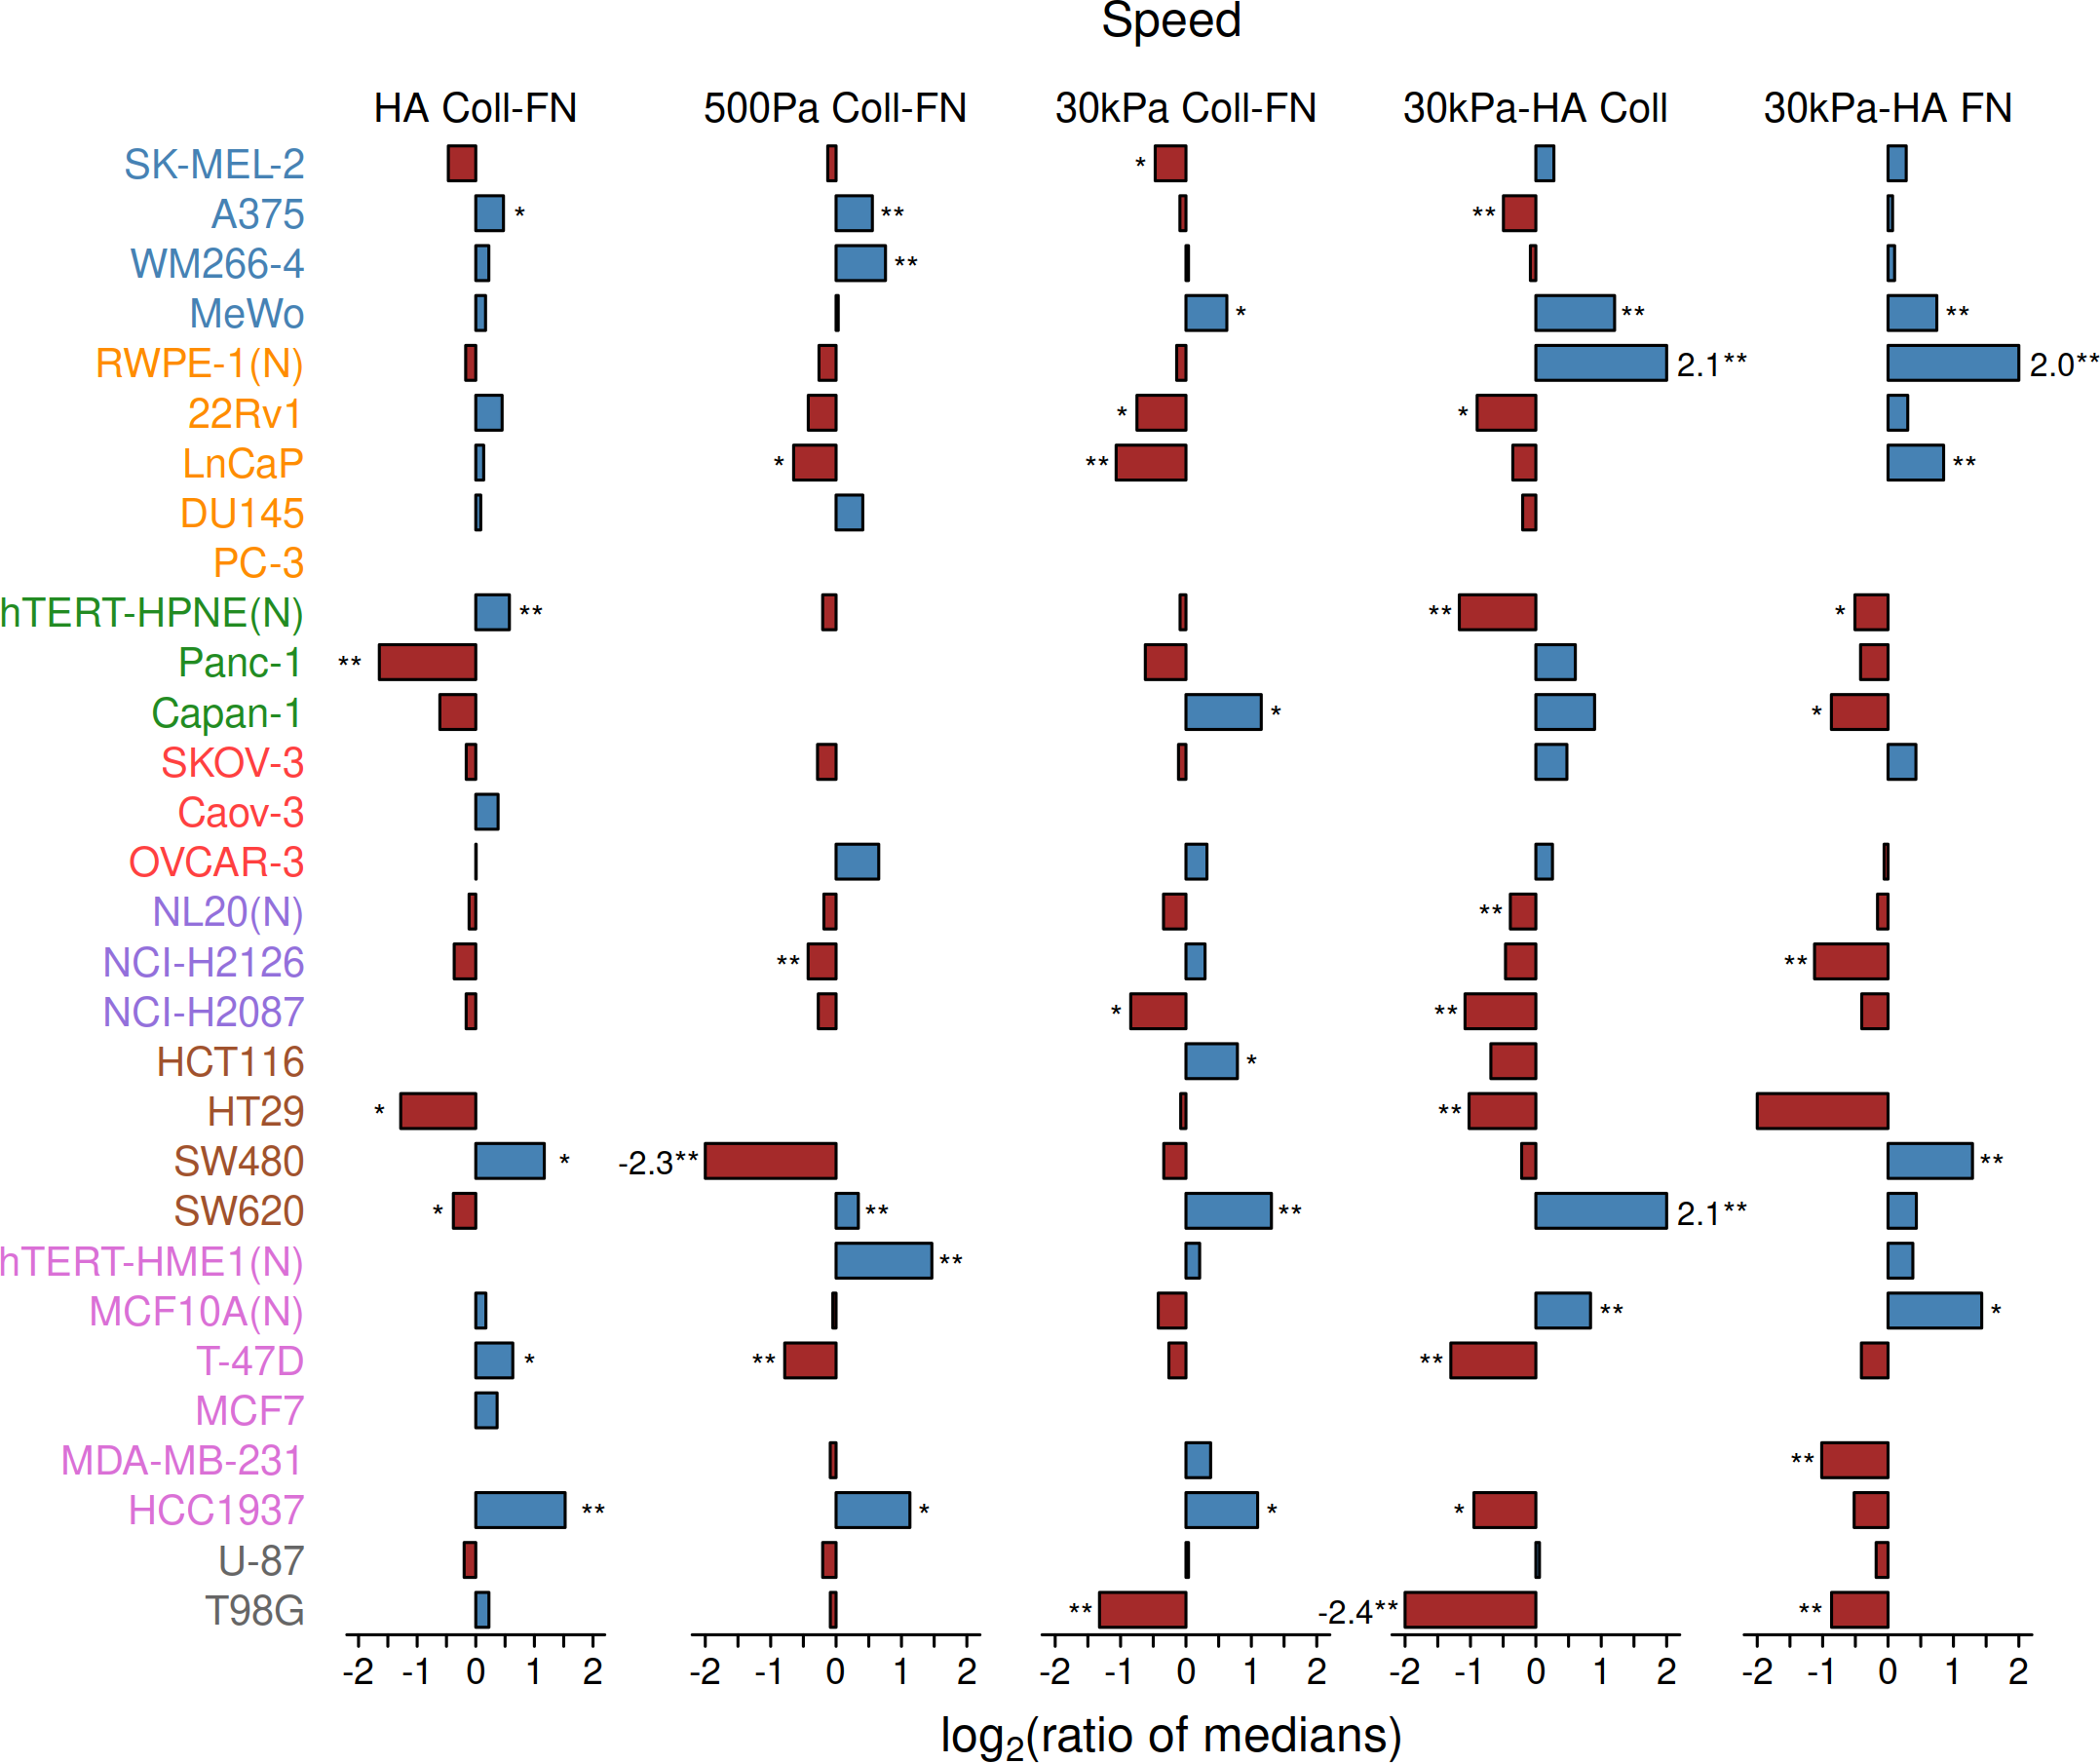 Speed
HA Coll-FN 500Pa Coll-FN 30kPa Coll-FN 30kPa-HA Coll 30kPa-HA FN
SK-MEL-2 *
A375 * ** **
WM266-4 **
MeWo * ** **
RWPE-1(N) 2.1** 2.0**
22Rv1 * *
LnCaP * ** **
DU145
PC-3
hTERT-HPNE(N) ** ** *
Panc-1 **
Capan-1 * *
SKOV-3
Caov-3
OVCAR-3
NL20(N) **
NCI-H2126 ** **
NCI-H2087 * **
HCT116 *
HT29 * **
SW480 * -2.3** **
SW620 * ** ** 2.1**
hTERT-HME1(N) **
MCF10A(N) ** *
T-47D * ** **
MCF7
MDA-MB-231 **
HCC1937 ** * * *
U-87
T98G ** -2.4** **
-2 -1 0 1 2 -2 -1 0 1 2 -2 -1 0 1 2 -2 -1 0 1 2 -2 -1 0 1 2
log2(ratio of medians)